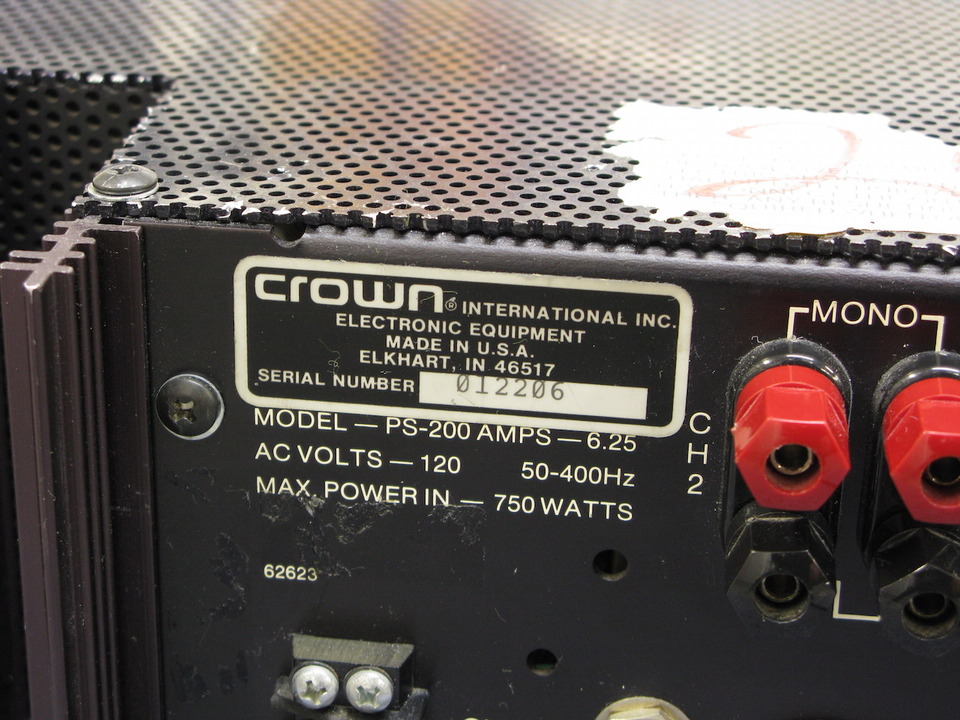 2
crown® INTERNATIONAL INC.
ELECTRONIC EQUIPMENT
MADE IN U.S.A.
ELKHART, IN 46517
SERIAL NUMBER 012206
MODEL — PS-200 AMPS — 6.25
AC VOLTS — 120 50-400Hz
MAX. POWER IN — 750 WATTS
62623
MONO
CH2